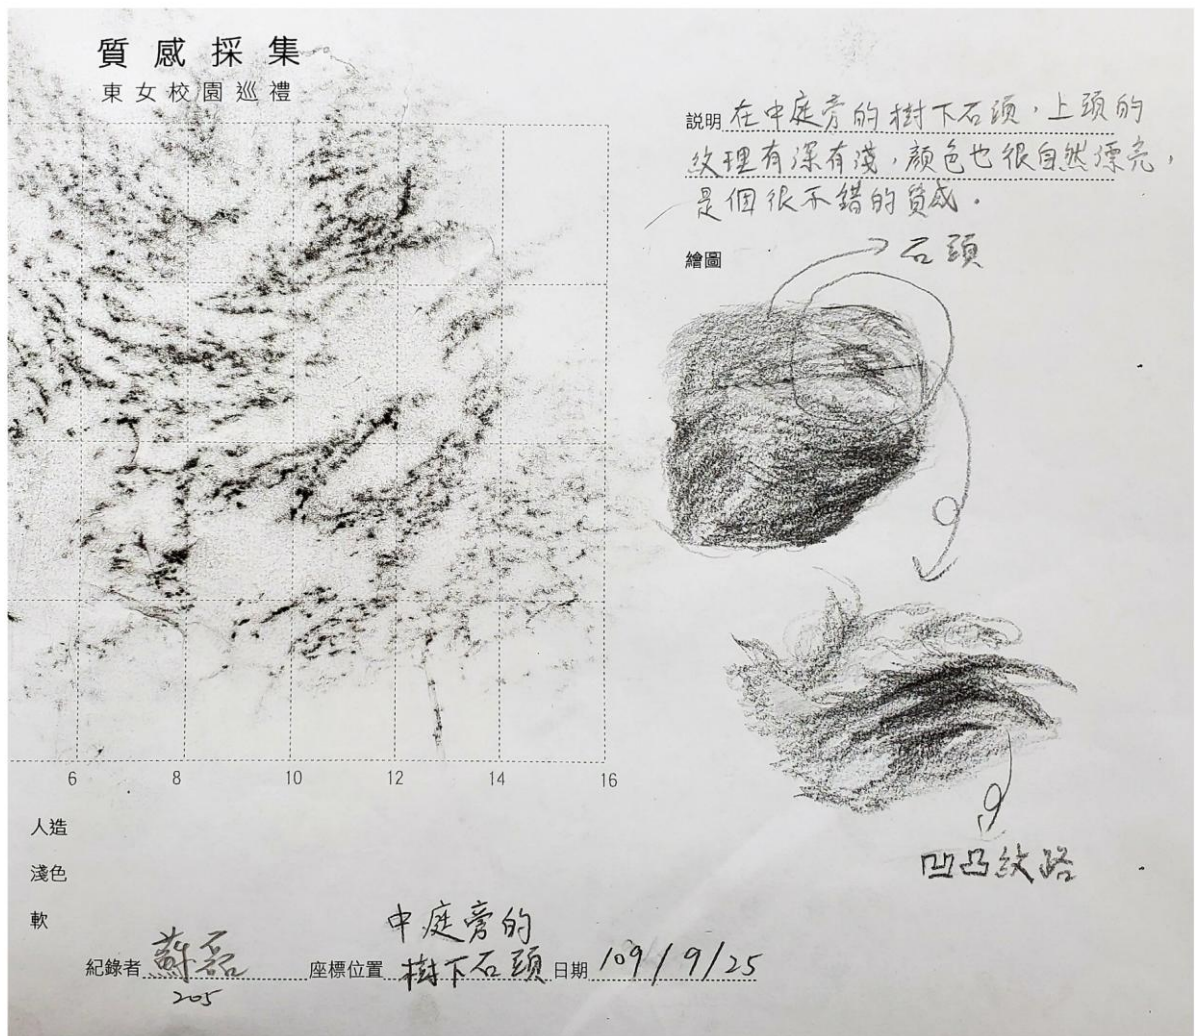 質感採集
東女校園巡禮
説明 在中庭旁的樹下石頭，上頭的
紋理有深有淺，顏色也很自然漂亮，
是個很不錯的質感。
繪圖
石頭
凹凸紋路
6 8 10 12 14 16
人造
淺色
軟
紀錄者 蘇磊 座標位置 中庭旁的
樹下石頭 日期 109/9/25
205